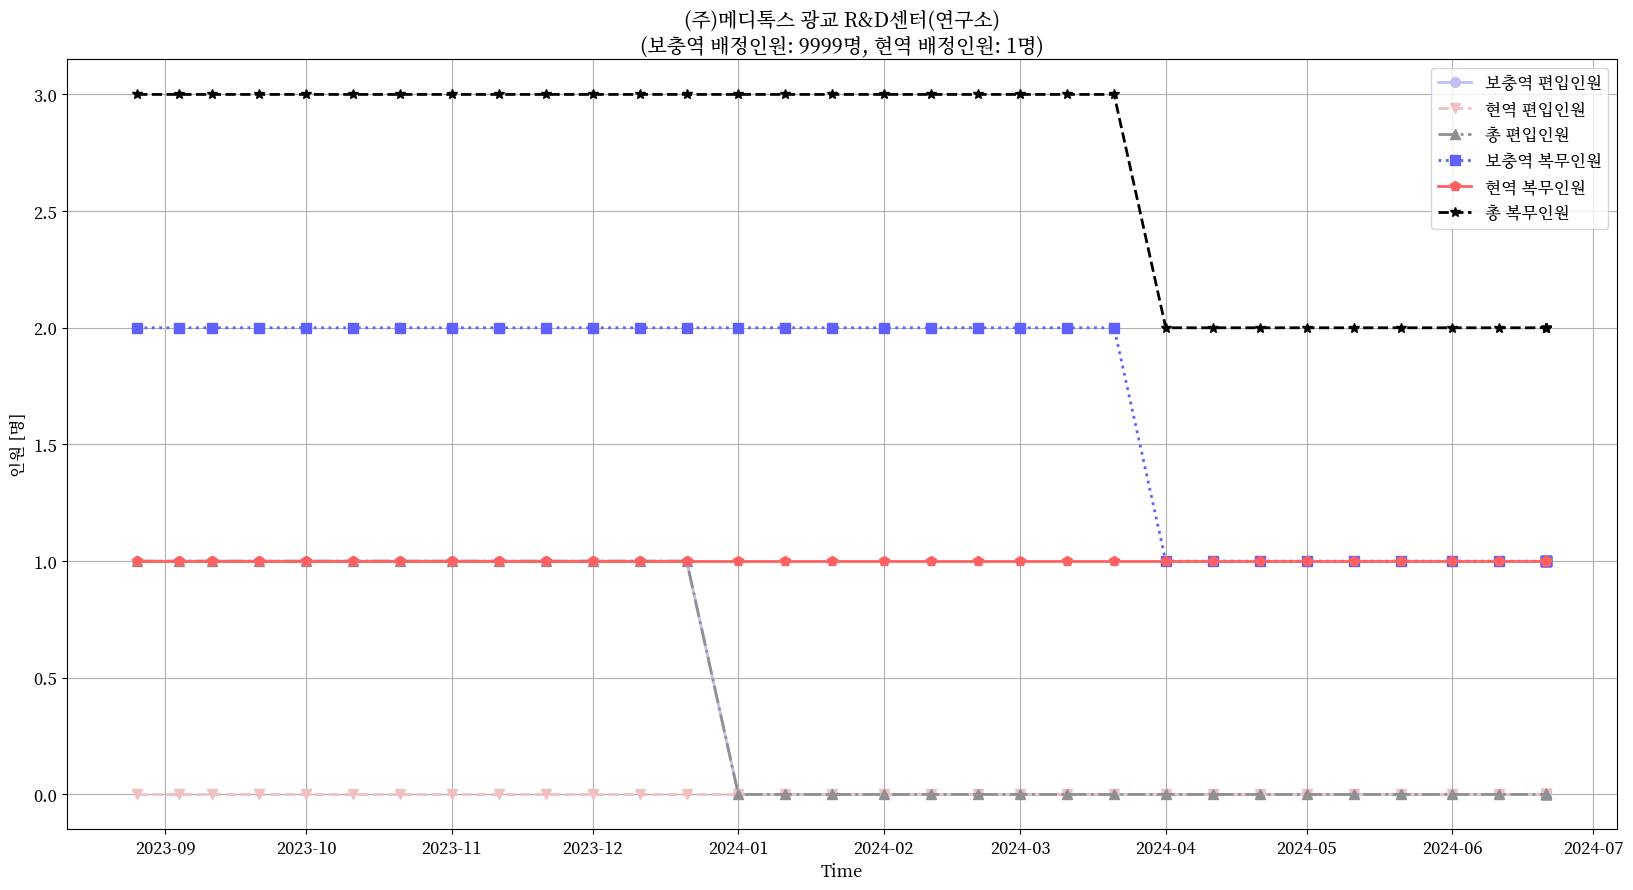 (주)메디톡스 광교 R&D센터(연구소)
(보충역 배정인원: 9999명, 현역 배정인원: 1명)
보충역 편입인원
현역 편입인원
총 편입인원
보충역 복무인원
현역 복무인원
총 복무인원
인원 [명]
3.0
2.5
2.0
1.5
1.0
0.5
0.0
2023-09 2023-10 2023-11 2023-12 2024-01 2024-02 2024-03 2024-04 2024-05 2024-06 2024-07
Time